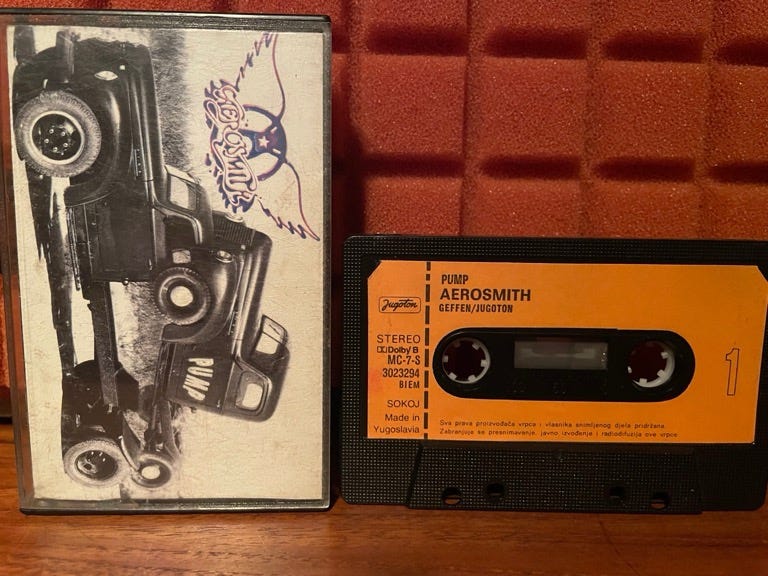 AEROSMITH
PUMP
PUMP
AEROSMITH
GEFFEN/JUGOTON
Jugoton
STEREO
Dolby B
MC-7-S
3023294
BIEM
SOKOJ
Made in
Yugoslavia
1
Sva prava proizvođača vrpce i vlasnika snimljenog djela pridržana.
Zabranjuje se presnimavanje, javno izvođenje i radiodifuzija ove vrpce